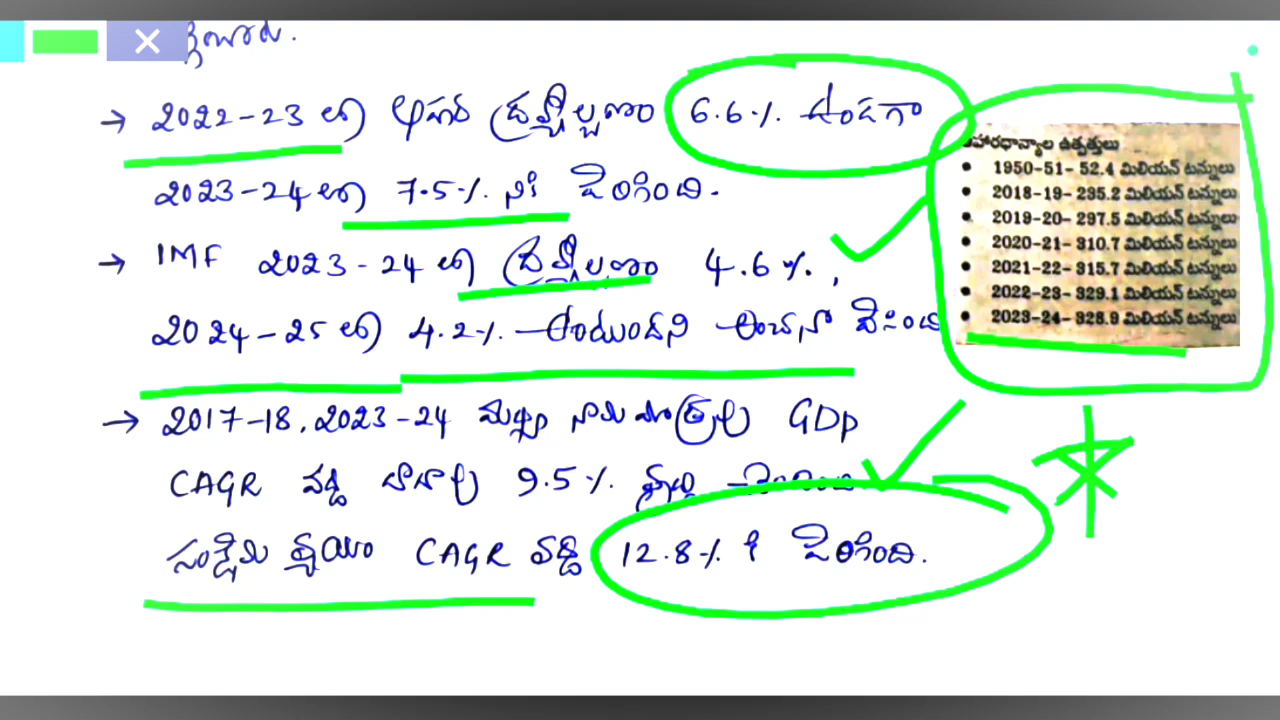 → 2022-23 లో ఆహార ద్రవ్యోల్బణం 6.6% ఉండగా
2023-24 లో 7.5% నికి పెరిగింది.
→ IMF 2023-24 లో ద్రవ్యోల్బణం 4.6%,
2024-25 లో 4.2% ఉంటుందని అంచనా వేసింది
→ 2017-18, 2023-24 మధ్య నామమాత్రపు GDP
CAGR వద్ద దాదాపు 9.5% వృద్ధి చెందింది
సంక్షేమ వ్యయం CAGR వద్ద 12.8% కి పెరిగింది.
ఆహారధాన్యాల ఉత్పత్తులు
• 1950-51- 52.4 మిలియన్ టన్నులు
• 2018-19- 285.2 మిలియన్ టన్నులు
• 2019-20- 297.5 మిలియన్ టన్నులు
• 2020-21- 310.7 మిలియన్ టన్నులు
• 2021-22- 315.7 మిలియన్ టన్నులు
• 2022-23- 329.1 మిలియన్ టన్నులు
• 2023-24- 328.9 మిలియన్ టన్నులు